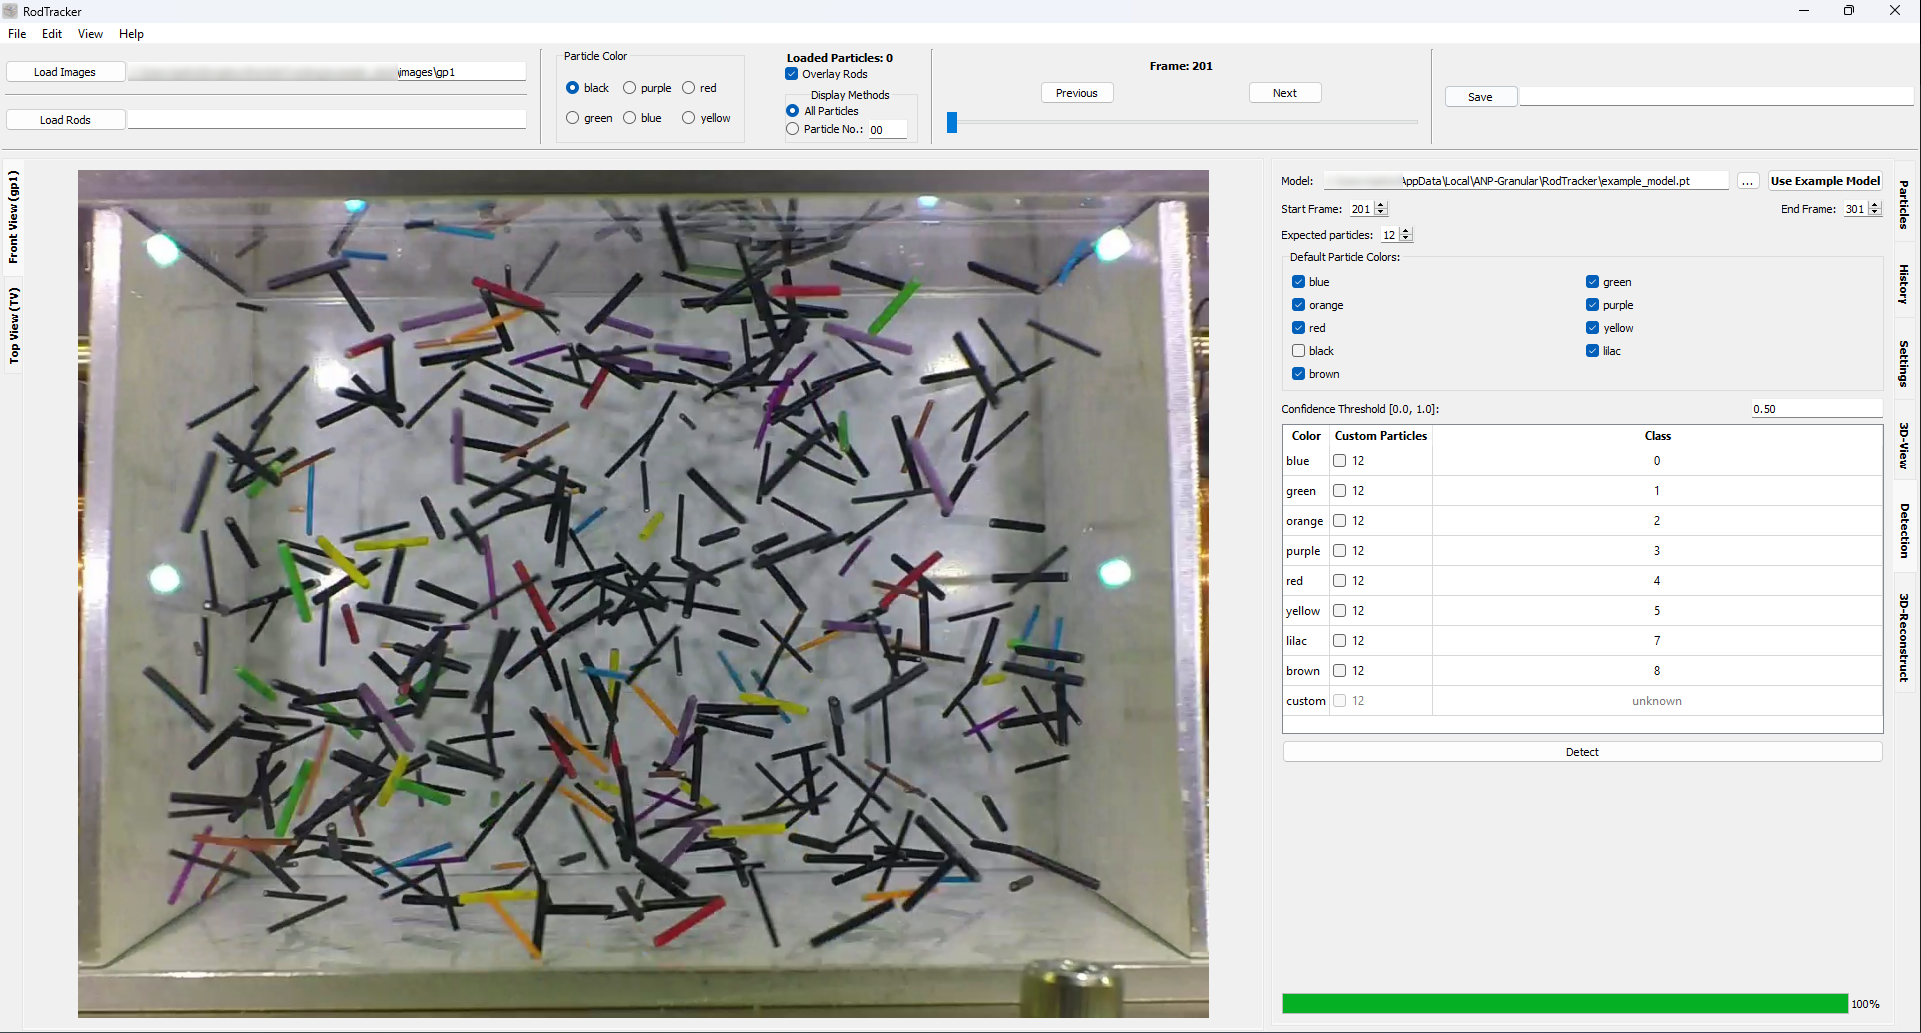 RodTracker
File Edit View Help
Load Images \images\gp1
Load Rods
Particle Color
black purple red
green blue yellow
Loaded Particles: 0
Overlay Rods
Display Methods
All Particles
Particle No.: 00
Frame: 201
Previous Next
Save
Front View (gp1)
Top View (TV)
Model: \AppData\Local\ANP-Granular\RodTracker\example_model.pt ... Use Example Model
Start Frame: 201 End Frame: 301
Expected particles: 12
Default Particle Colors:
blue green
orange purple
red yellow
black lilac
brown
Confidence Threshold [0.0, 1.0]: 0.50
Color Custom Particles Class
blue 12 0
green 12 1
orange 12 2
purple 12 3
red 12 4
yellow 12 5
lilac 12 7
brown 12 8
custom 12 unknown
Detect
100%
Particles
History
Settings
3D-View
Detection
3D-Reconstruct